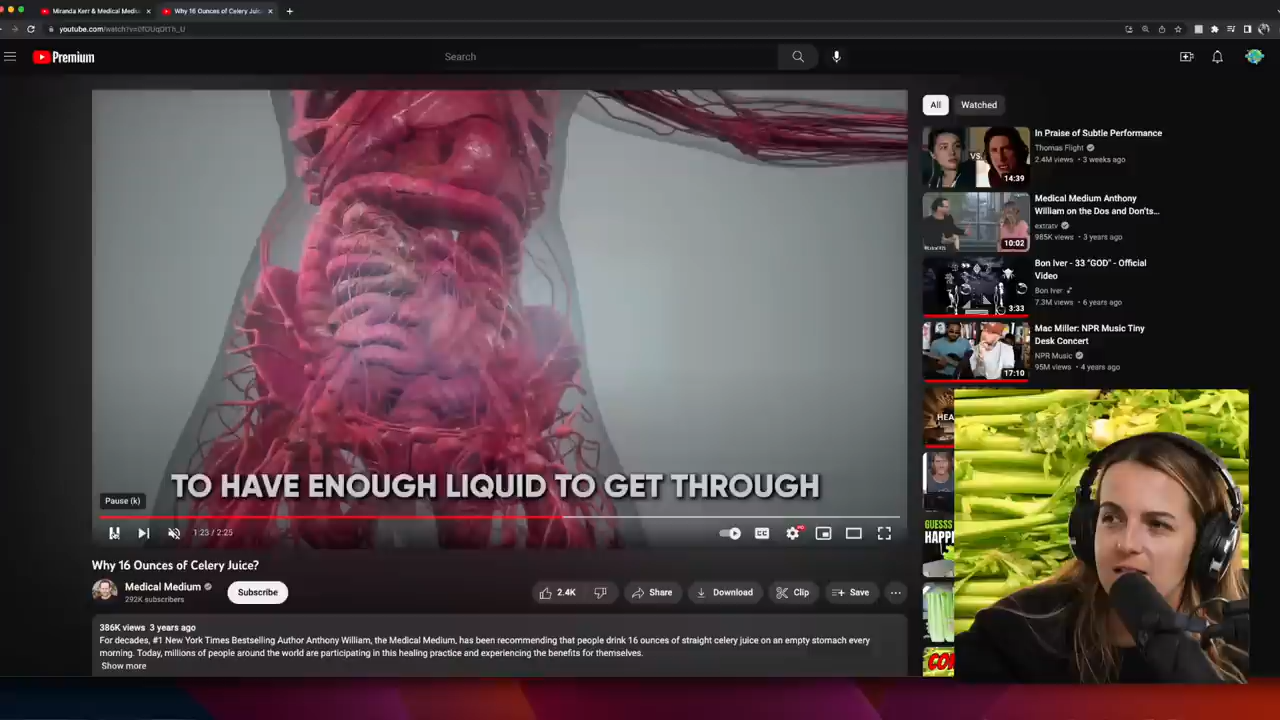 Miranda Kerr & Medical Mediu
Why 16 Ounces of Celery Juice?
Premium
Search
All
Watched
In Praise of Subtle Performance
Thomas Flight
2.4M views • 3 weeks ago
VS.
14:39
Medical Medium Anthony
William on the Dos and Don'ts...
extratv
985K views • 3 years ago
10:02
Bon Iver - 33 “GOD” - Official
Video
Bon Iver
7.3M views • 6 years ago
3:33
Mac Miller: NPR Music Tiny
Desk Concert
NPR Music
95M views • 4 years ago
17:10
HEA
GUESSS
HAPP
TO HAVE ENOUGH LIQUID TO GET THROUGH
Pause (k)
1:23 / 2:25
Why 16 Ounces of Celery Juice?
Medical Medium
292K subscribers
Subscribe
2.4K
Share
Download
Clip
Save
386K views 3 years ago
For decades, #1 New York Times Bestselling Author Anthony William, the Medical Medium, has been recommending that people drink 16 ounces of straight celery juice on an empty stomach every
morning. Today, millions of people around the world are participating in this healing practice and experiencing the benefits for themselves.
Show more